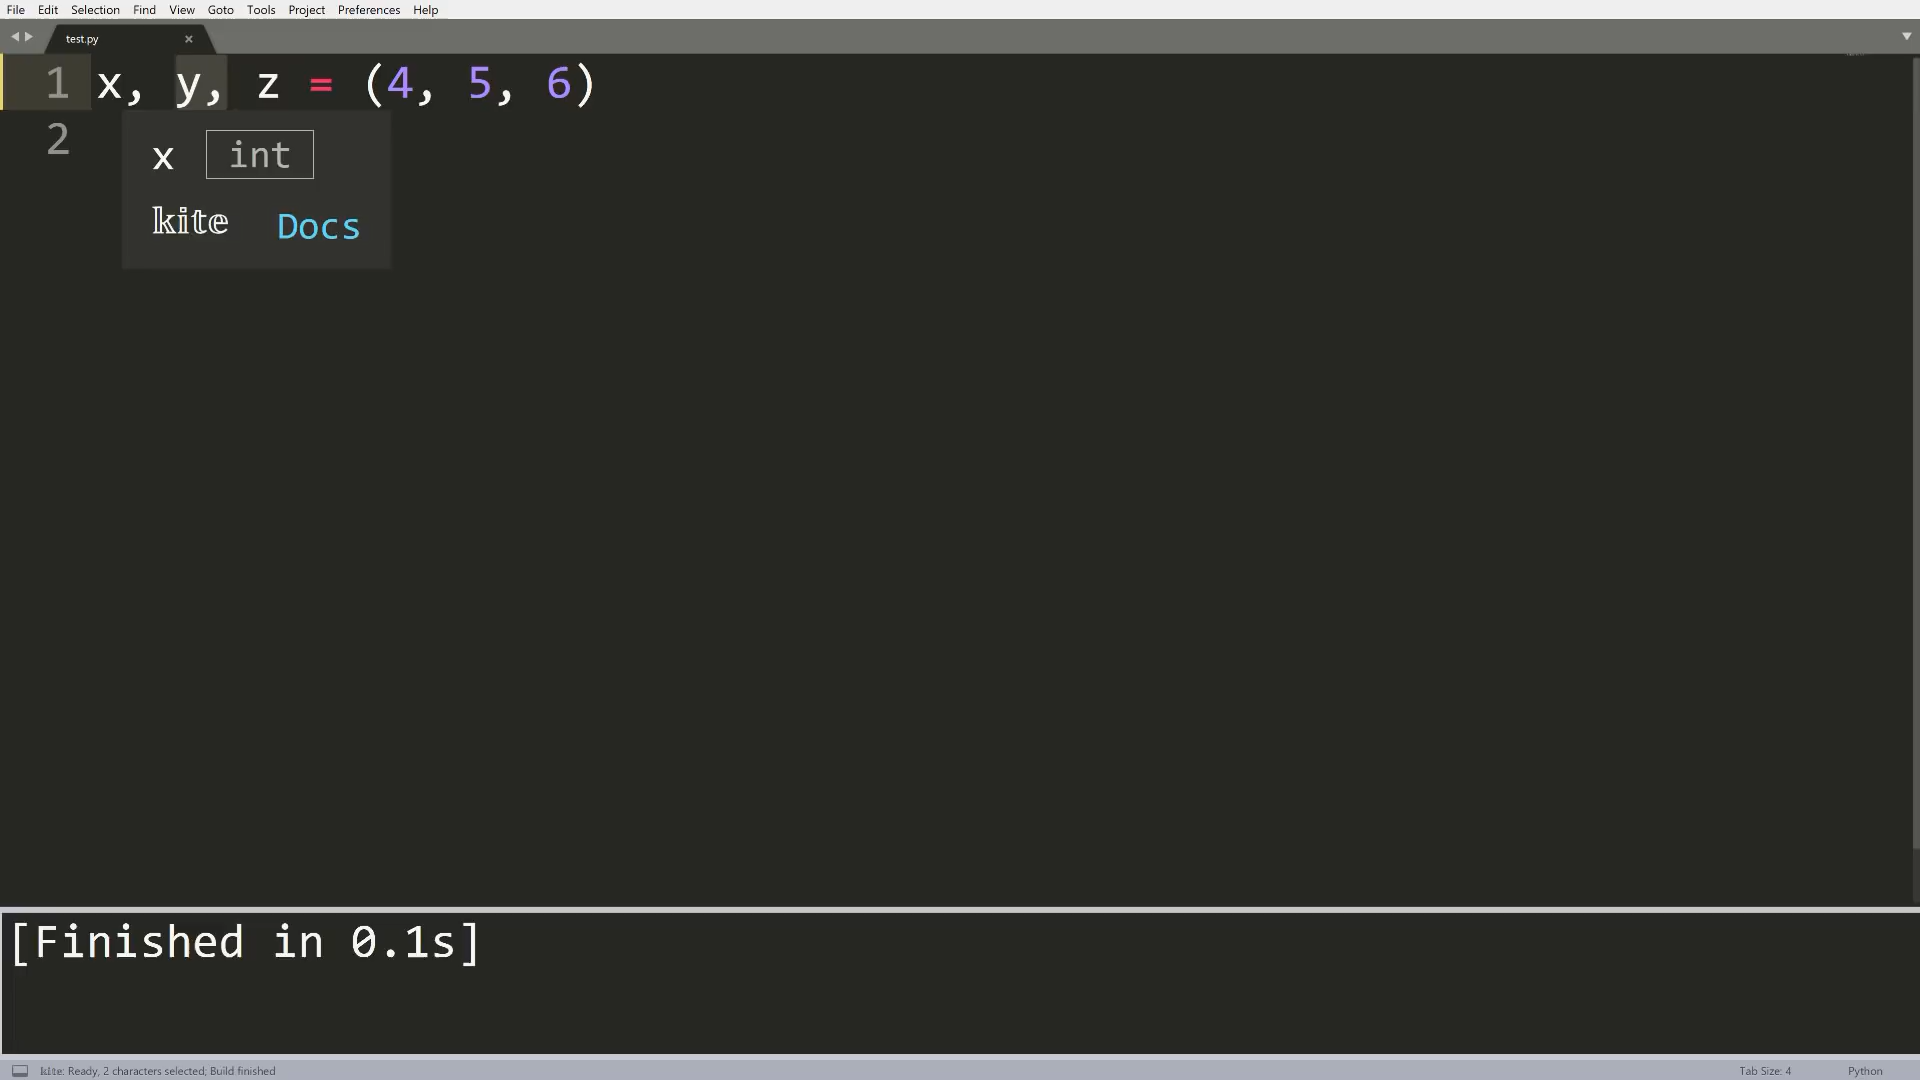 File Edit Selection Find View Goto Tools Project Preferences Help
test.py ×
1 x, y, z = (4, 5, 6)
2
x int
kite Docs
[Finished in 0.1s]
kite: Ready, 2 characters selected; Build finished Tab Size: 4 Python